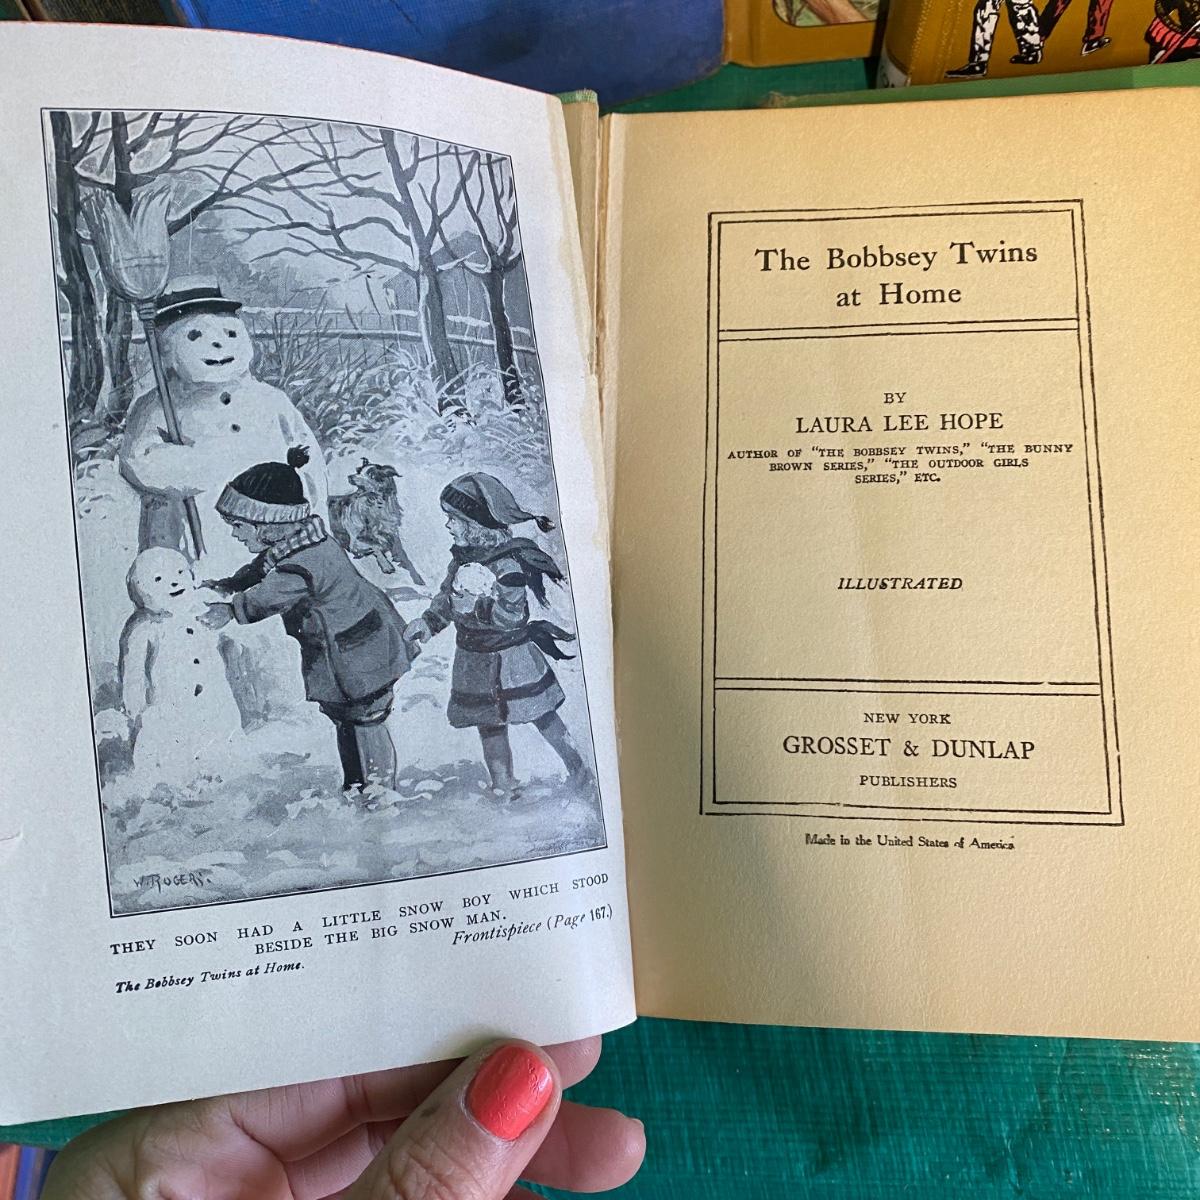 W. ROGERS.
THEY SOON HAD A LITTLE SNOW BOY WHICH STOOD
BESIDE THE BIG SNOW MAN.
Frontispiece (Page 167.)
The Bobbsey Twins at Home.
The Bobbsey Twins
at Home
BY
LAURA LEE HOPE
AUTHOR OF "THE BOBBSEY TWINS," "THE BUNNY
BROWN SERIES," "THE OUTDOOR GIRLS
SERIES," ETC.
ILLUSTRATED
NEW YORK
GROSSET & DUNLAP
PUBLISHERS
Made in the United States of America